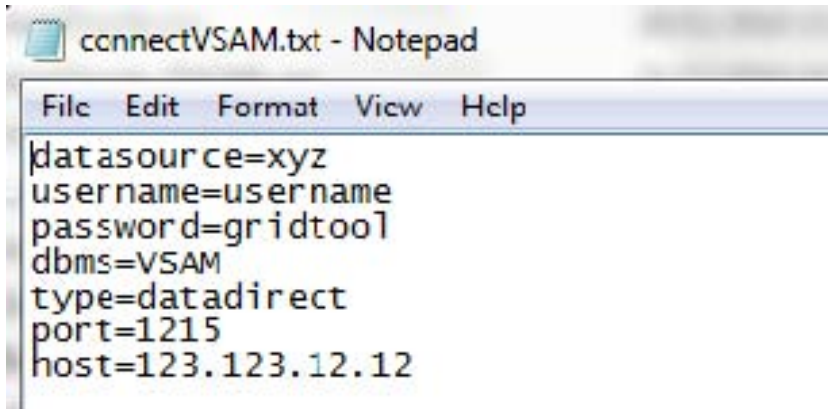 connectVSAM.txt - Notepad
File Edit Format View Help
datasource=xyz
username=username
password=gridtool
dbms=VSAM
type=datadirect
port=1215
host=123.123.12.12